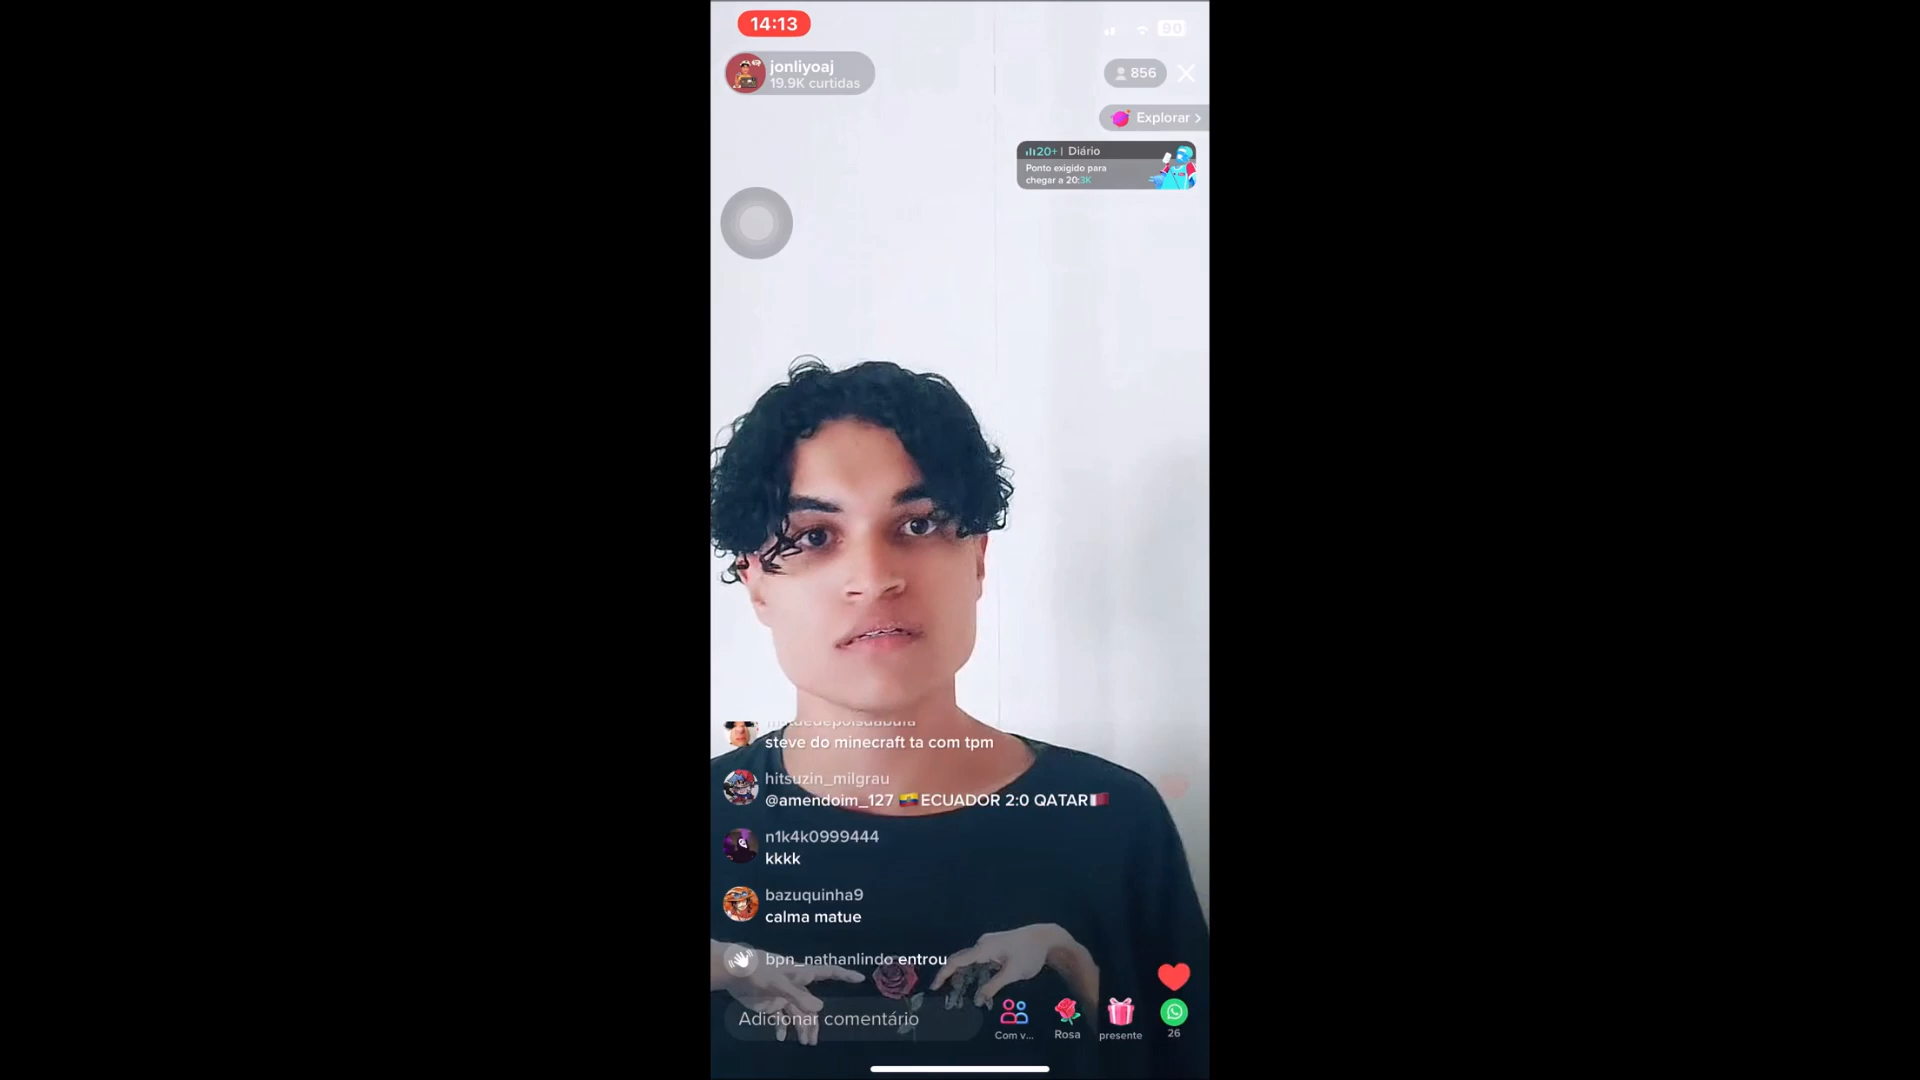 14:13
90
jonliyoaj
19.9K curtidas
856
Explorar
20+ | Diário
Ponto exigido para
chegar a 20:3K
steve do minecraft ta com tpm
hitsuzin_milgrau
@amendoim_127 🇪🇨ECUADOR 2:0 QATAR🇶🇦
n1k4k0999444
kkkk
bazuquinha9
calma matue
bpn_nathanlindo entrou
Adicionar comentário
Com v...
Rosa
presente
26